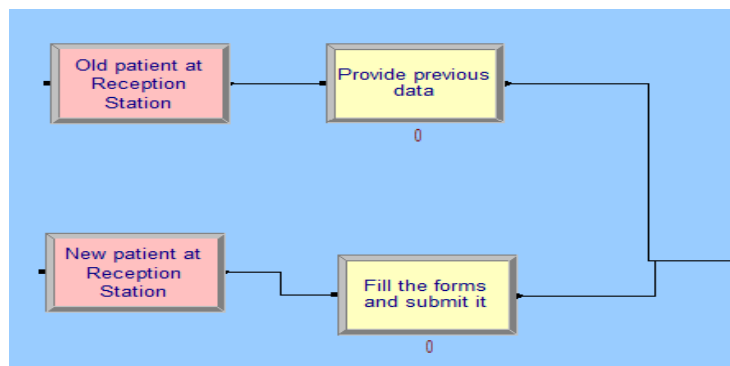 Old patient at
Reception
Station
Provide previous
data
0
New patient at
Reception
Station
Fill the forms
and submit it
0